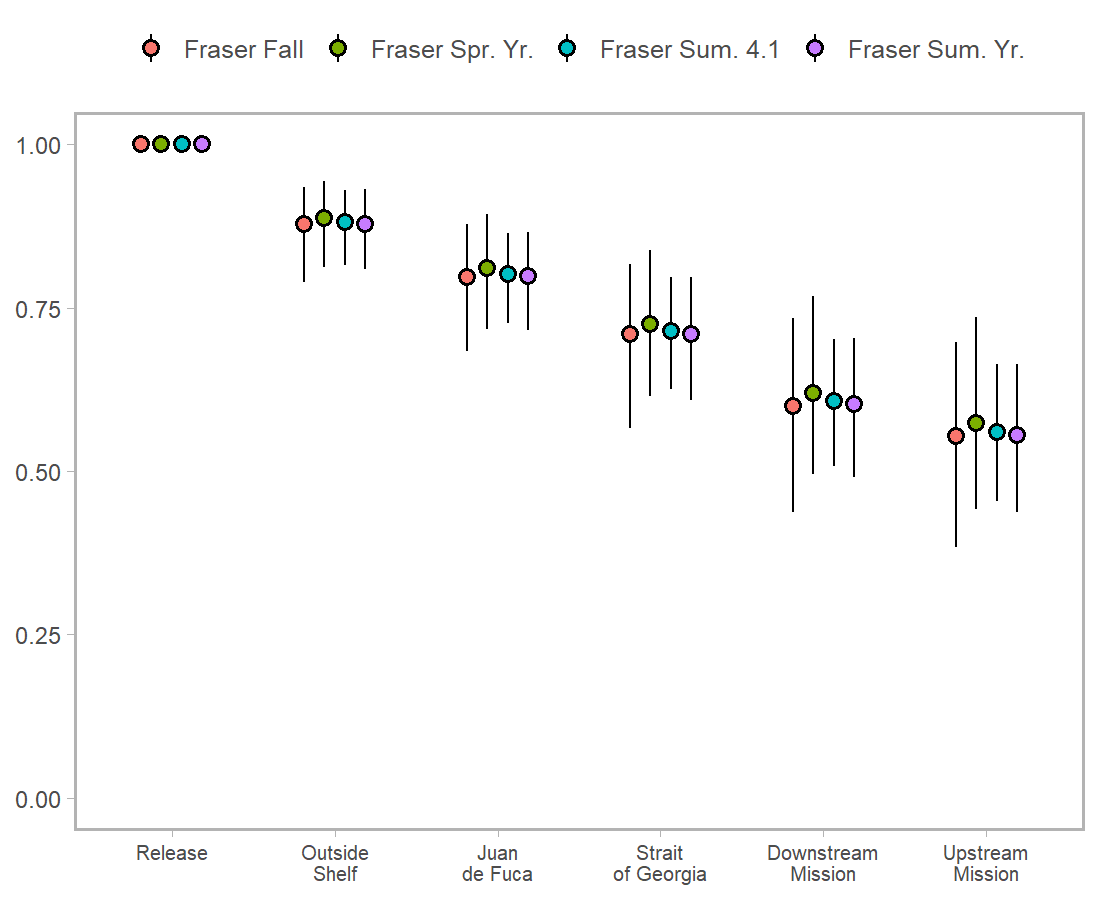 Fraser Fall Fraser Spr. Yr. Fraser Sum. 4.1 Fraser Sum. Yr.
1.00
0.75
0.50
0.25
0.00
Release Outside Juan Strait Downstream Upstream
Shelf de Fuca of Georgia Mission Mission